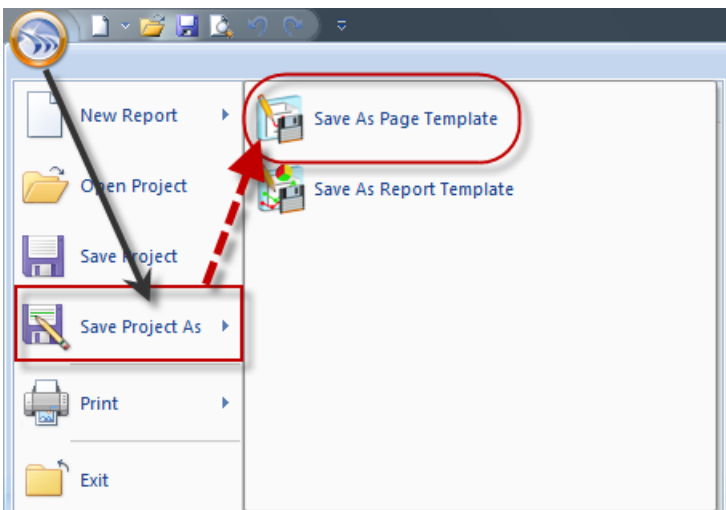 New Report
Save As Page Template
Open Project
Save As Report Template
Save Project
Save Project As
Print
Exit